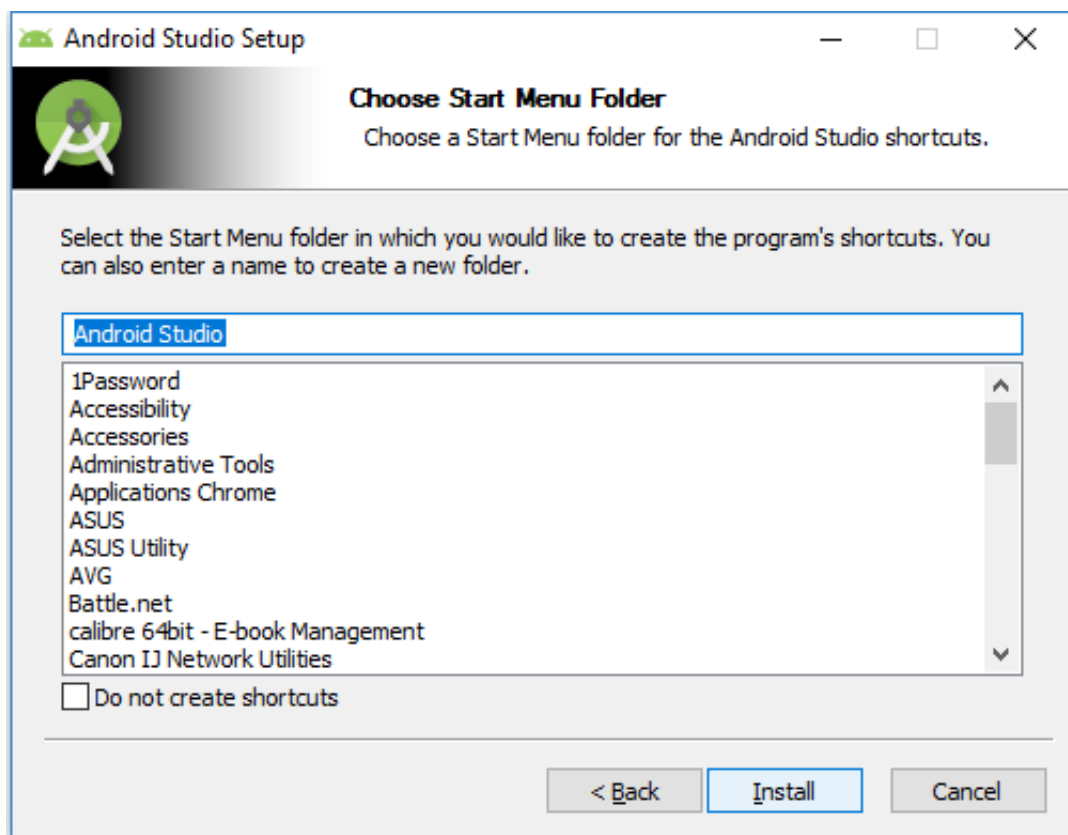 Android Studio Setup
Choose Start Menu Folder
Choose a Start Menu folder for the Android Studio shortcuts.
Select the Start Menu folder in which you would like to create the program's shortcuts. You
can also enter a name to create a new folder.
Android Studio
1Password
Accessibility
Accessories
Administrative Tools
Applications Chrome
ASUS
ASUS Utility
AVG
Battle.net
calibre 64bit - E-book Management
Canon IJ Network Utilities
Do not create shortcuts
< Back
Install
Cancel